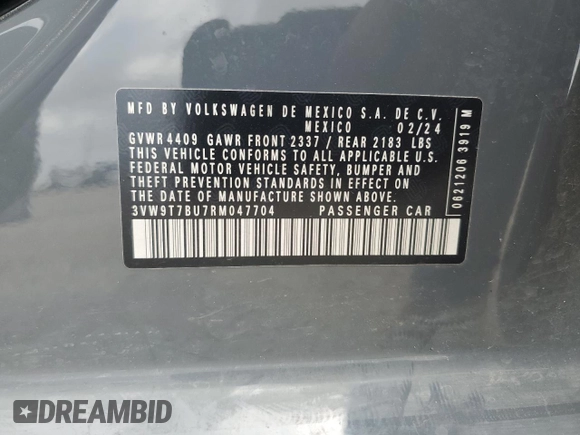 MFD BY VOLKSWAGEN DE MEXICO S.A. DE C.V.
MEXICO 02/24
GVWR 4409 GAWR FRONT 2337 / REAR 2183 LBS
THIS VEHICLE CONFORMS TO ALL APPLICABLE U.S.
FEDERAL MOTOR VEHICLE SAFETY, BUMPER AND
THEFT PREVENTION STANDARDS IN EFFECT ON
THE DATE OF MANUFACTURE SHOWN ABOVE.
3VW9T7BU7RM047704 PASSENGER CAR
0621206 3919 M
DREAMBID